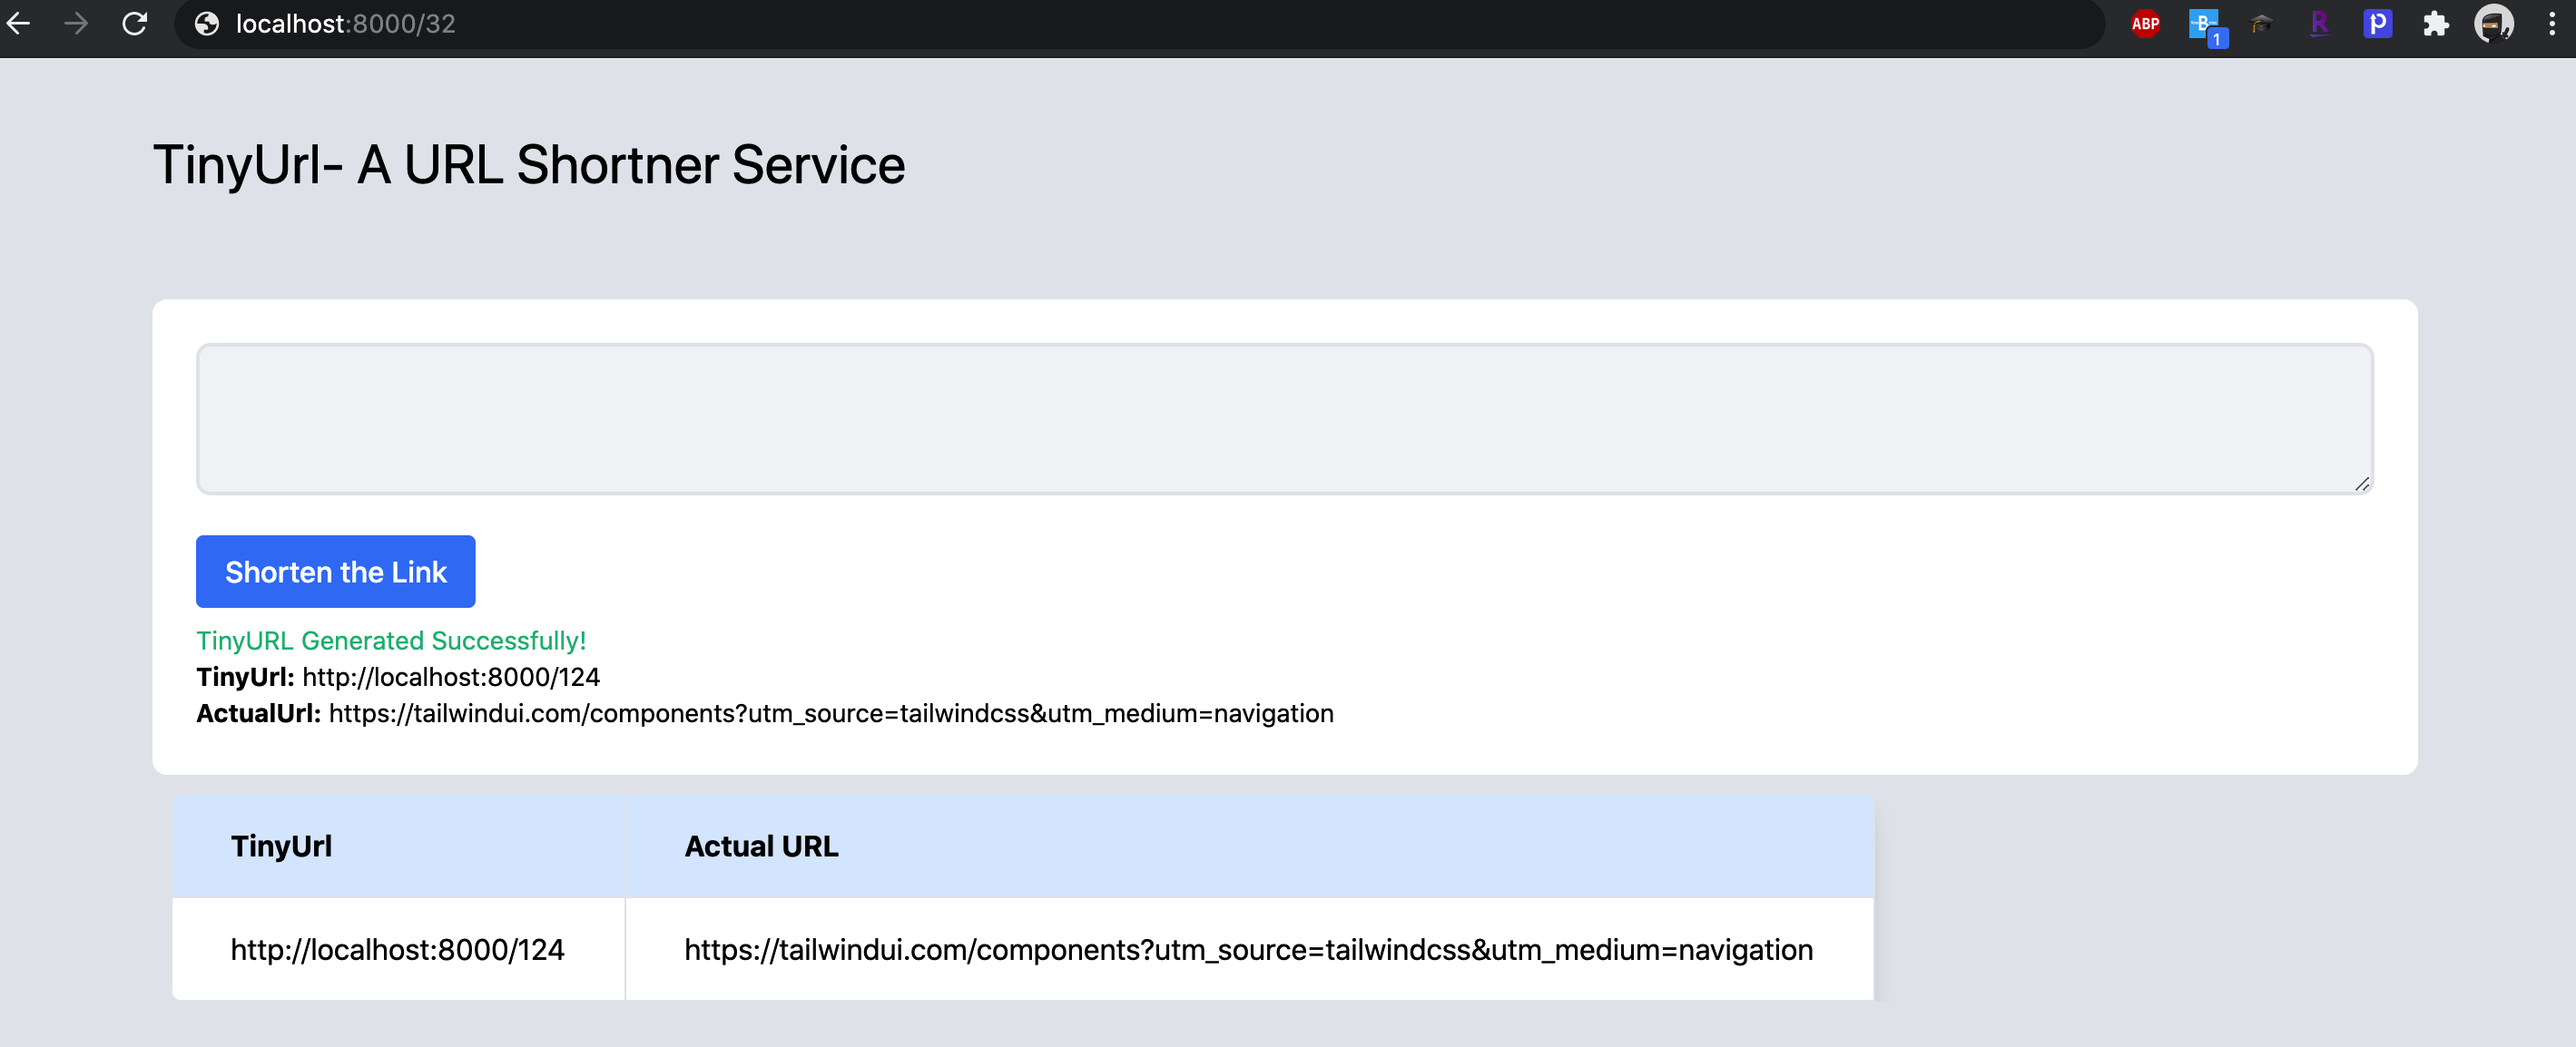 localhost:8000/32
ABP
B
1
R
p
TinyUrl- A URL Shortner Service
Shorten the Link
TinyURL Generated Successfully!
TinyUrl: http://localhost:8000/124
ActualUrl: https://tailwindui.com/components?utm_source=tailwindcss&utm_medium=navigation
TinyUrl Actual URL
http://localhost:8000/124 https://tailwindui.com/components?utm_source=tailwindcss&utm_medium=navigation